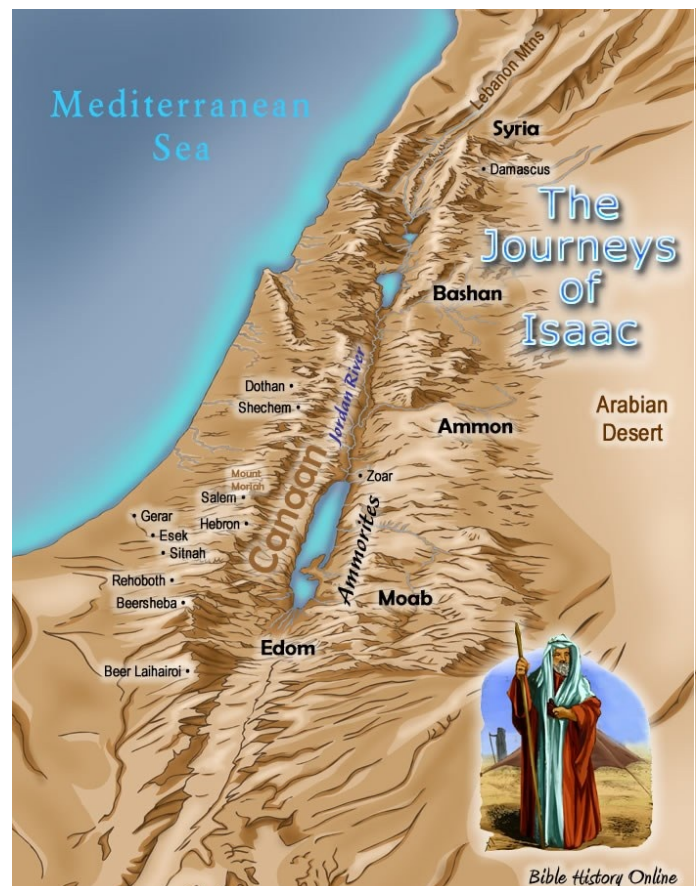 Lebanon Mtns
Mediterranean
Sea
Syria
Damascus
The
Journeys
of
Isaac
Bashan
Jordan River
Dothan
Shechem
Arabian
Desert
Ammon
Canaan
Mount
Moriah
Zoar
Salem
Gerar
Hebron
Esek
Sitnah
Ammorites
Rehoboth
Beersheba
Moab
Edom
Beer Laihairoi
Bible History Online